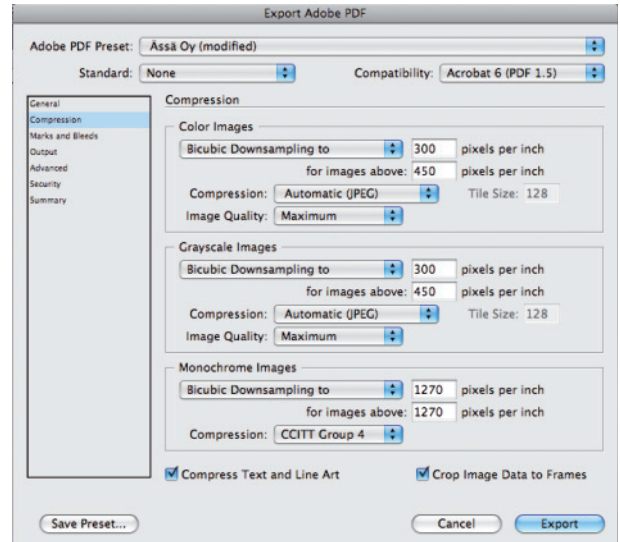 Export Adobe PDF
Adobe PDF Preset: Ässä Oy (modified)
Standard: None Compatibility: Acrobat 6 (PDF 1.5)
General
Compression
Marks and Bleeds
Output
Advanced
Security
Summary
Compression
Color Images
Bicubic Downsampling to 300 pixels per inch
for images above: 450 pixels per inch
Compression: Automatic (JPEG) Tile Size: 128
Image Quality: Maximum
Grayscale Images
Bicubic Downsampling to 300 pixels per inch
for images above: 450 pixels per inch
Compression: Automatic (JPEG) Tile Size: 128
Image Quality: Maximum
Monochrome Images
Bicubic Downsampling to 1270 pixels per inch
for images above: 1270 pixels per inch
Compression: CCITT Group 4
Compress Text and Line Art Crop Image Data to Frames
Save Preset... Cancel Export